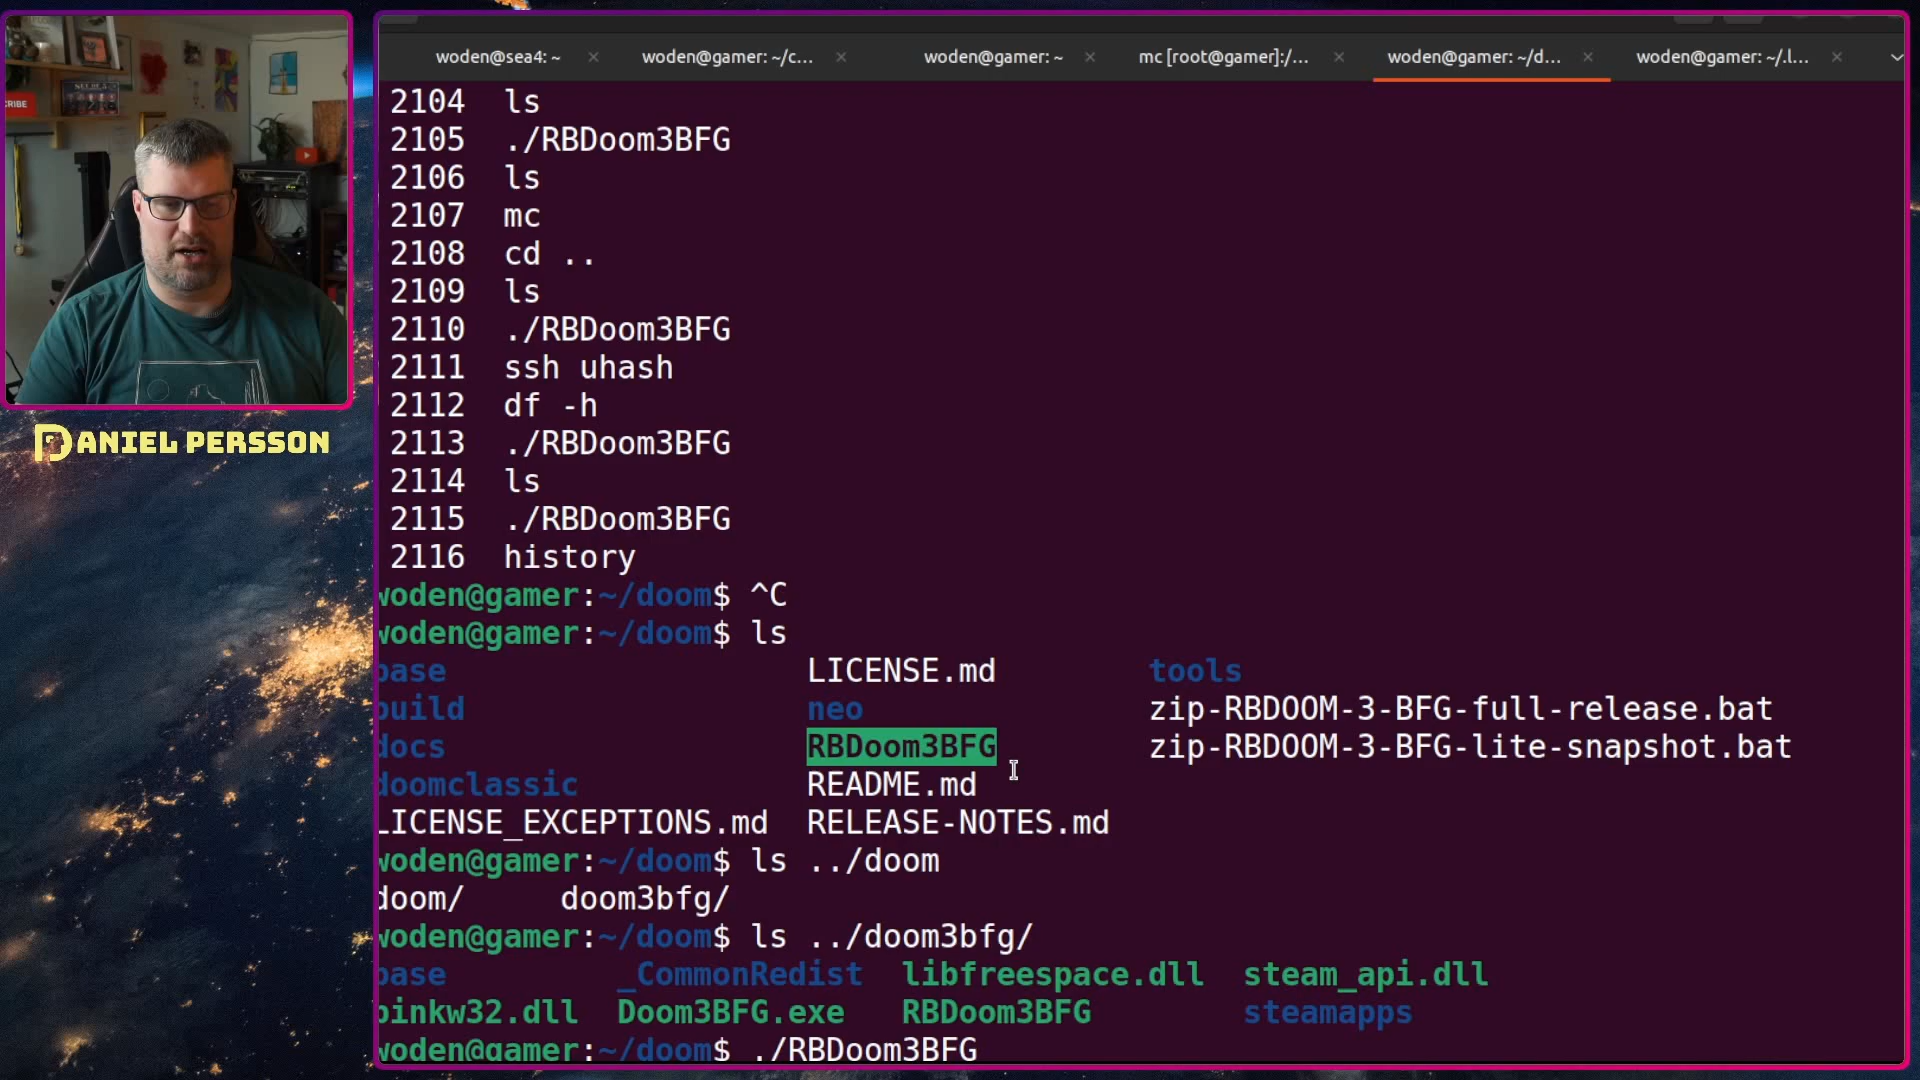 woden@sea4: ~ × woden@gamer: ~/c... × woden@gamer: ~ × mc [root@gamer]:/... × woden@gamer: ~/d... × woden@gamer: ~/.l... ×
2104 ls
2105 ./RBDoom3BFG
2106 ls
2107 mc
2108 cd ..
2109 ls
2110 ./RBDoom3BFG
2111 ssh uhash
2112 df -h
2113 ./RBDoom3BFG
2114 ls
2115 ./RBDoom3BFG
2116 history
woden@gamer:~/doom$ ^C
woden@gamer:~/doom$ ls
base LICENSE.md tools
build neo zip-RBDOOM-3-BFG-full-release.bat
docs RBDoom3BFG zip-RBDOOM-3-BFG-lite-snapshot.bat
doomclassic README.md
LICENSE_EXCEPTIONS.md RELEASE-NOTES.md
woden@gamer:~/doom$ ls ../doom
doom/ doom3bfg/
woden@gamer:~/doom$ ls ../doom3bfg/
base _CommonRedist libfreespace.dll steam_api.dll
binkw32.dll Doom3BFG.exe RBDoom3BFG steamapps
woden@gamer:~/doom$ ./RBDoom3BFG
DANIEL PERSSON
CRIBE